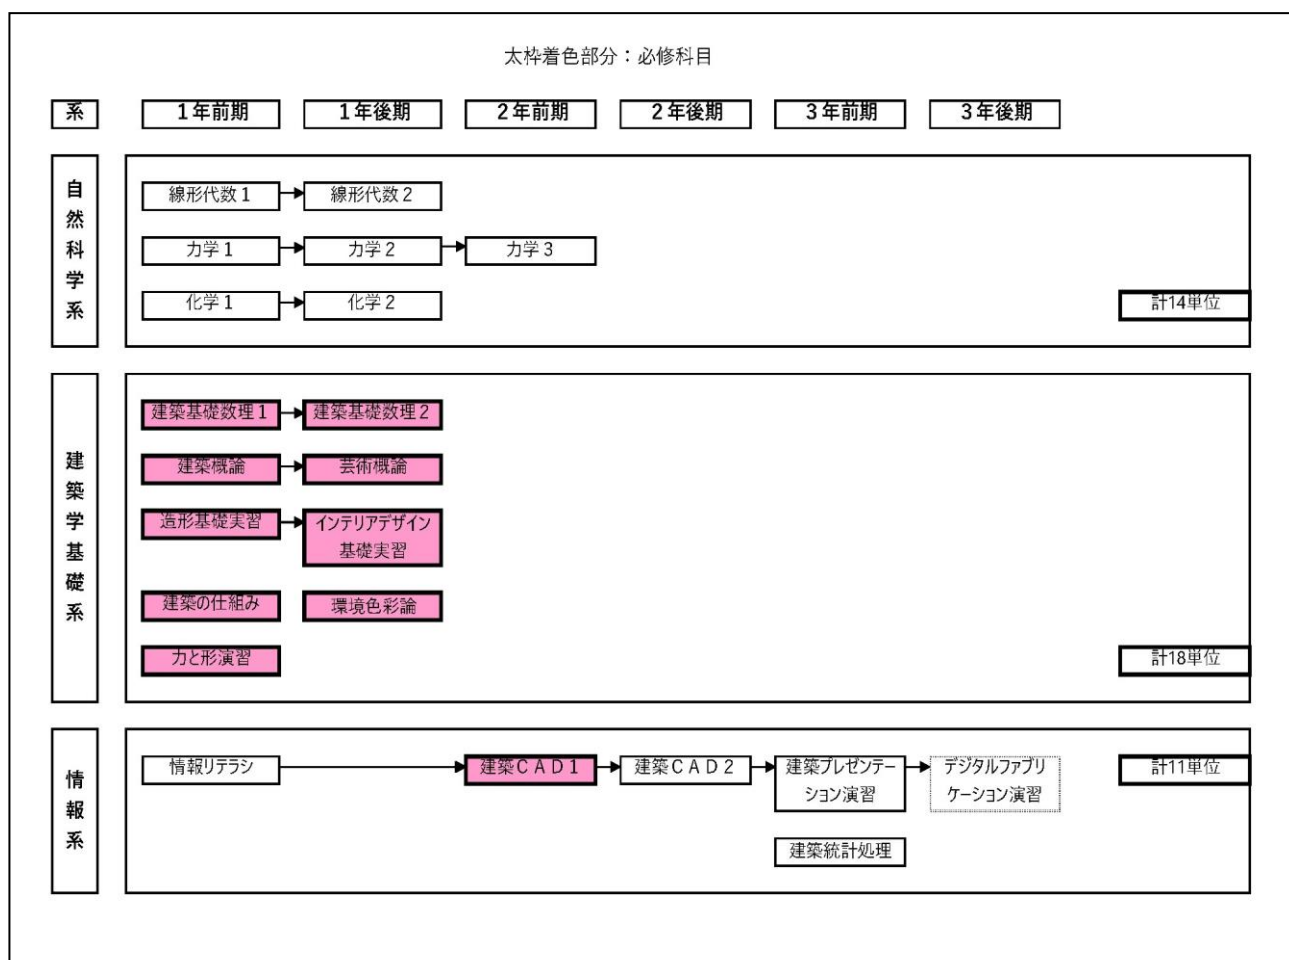 太枠着色部分：必修科目
系 1年前期 1年後期 2年前期 2年後期 3年前期 3年後期
自然科学系
線形代数1 線形代数2
力学1 力学2 力学3
化学1 化学2 計14単位
建築学基礎系
建築基礎数理1 建築基礎数理2
建築概論 芸術概論
造形基礎実習 インテリアデザイン
基礎実習
建築の仕組み 環境色彩論
力と形演習 計18単位
情報系
情報リテラシ 建築CAD1 建築CAD2 建築プレゼンテー デジタルファブリ 計11単位
ション演習 ケーション演習
建築統計処理